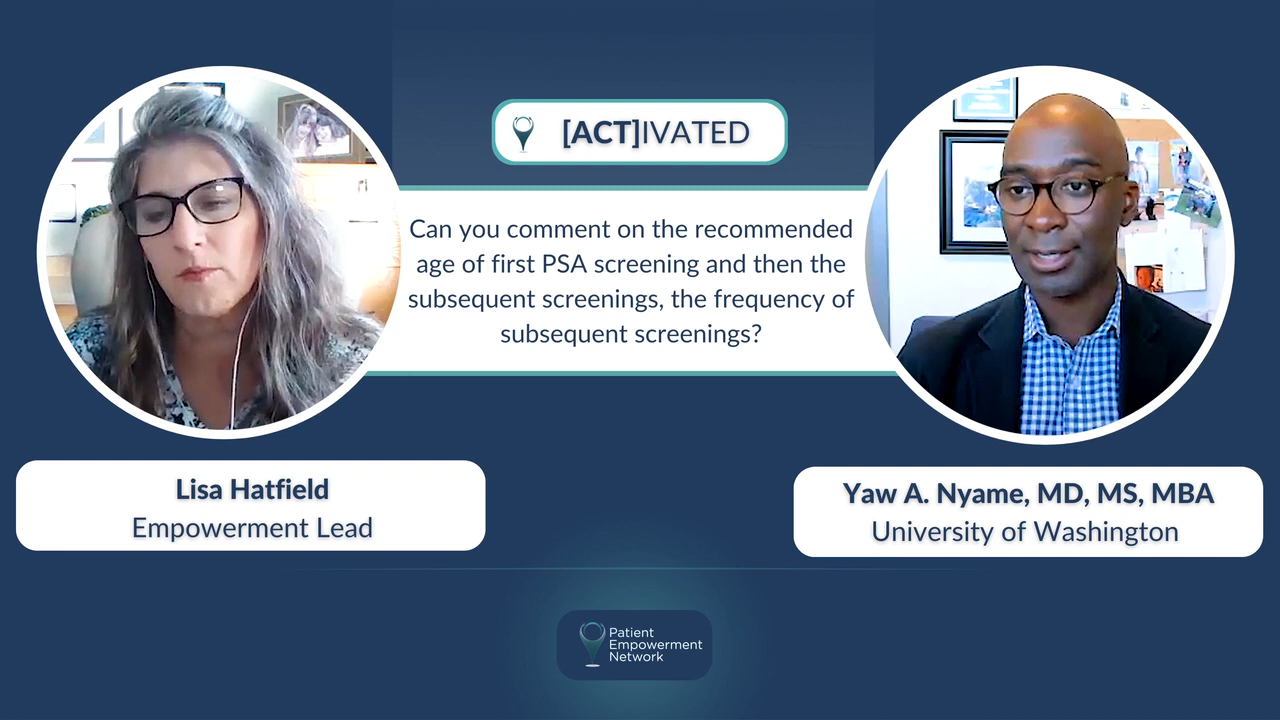 [ACT]IVATED
Can you comment on the recommended
age of first PSA screening and then the
subsequent screenings, the frequency of
subsequent screenings?
Lisa Hatfield
Empowerment Lead
Yaw A. Nyame, MD, MS, MBA
University of Washington
Patient
Empowerment
Network